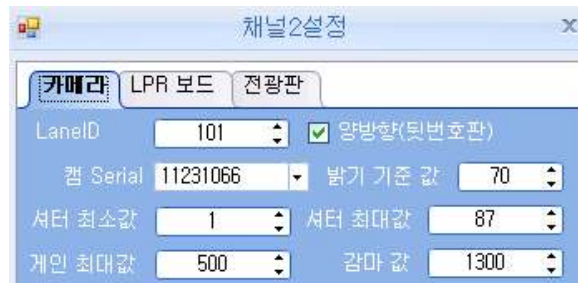 채널2설정
카메라 LPR 보드 전광판
LaneID 101 양방향(뒷번호판)
캠 Serial 11231066 밝기 기준 값 70
셔터 최소값 1 셔터 최대값 87
게인 최대값 500 감마 값 1300